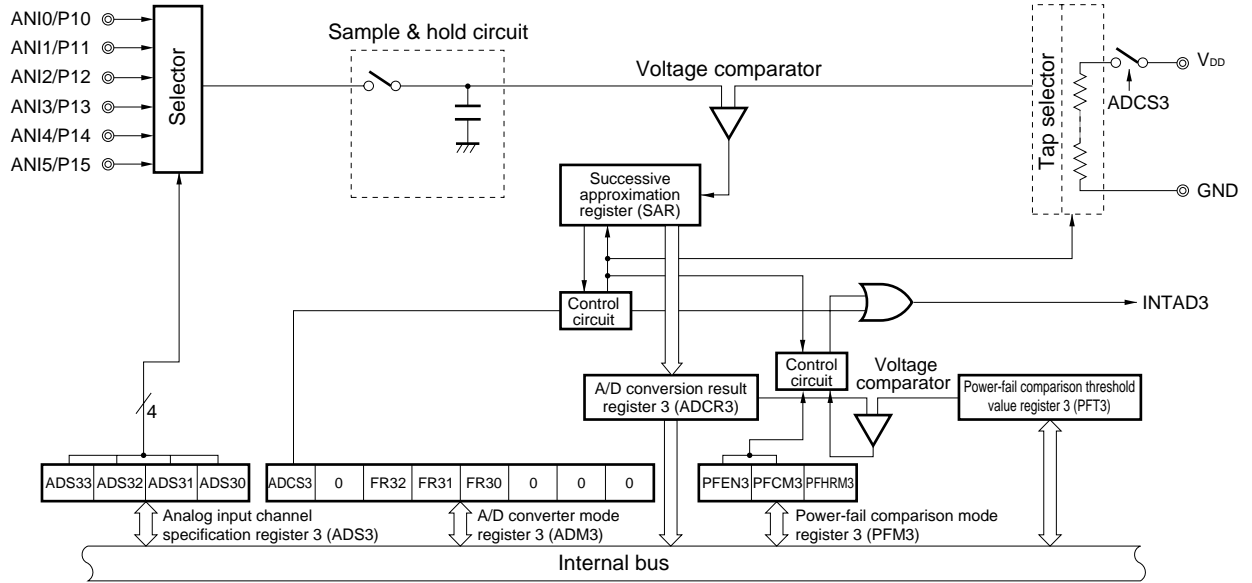 ANI0/P10
ANI1/P11
ANI2/P12
ANI3/P13
ANI4/P14
ANI5/P15
Selector
Sample & hold circuit
Voltage comparator
Tap selector
VDD
ADCS3
GND
Successive
approximation
register (SAR)
Control
circuit
INTAD3
Control
circuit
Voltage
comparator
A/D conversion result
register 3 (ADCR3)
Power-fail comparison threshold
value register 3 (PFT3)
4
ADS33 ADS32 ADS31 ADS30
ADCS3 0 FR32 FR31 FR30 0 0 0
PFEN3 PFCM3 PFHRM3
Analog input channel
specification register 3 (ADS3)
A/D converter mode
register 3 (ADM3)
Power-fail comparison mode
register 3 (PFM3)
Internal bus